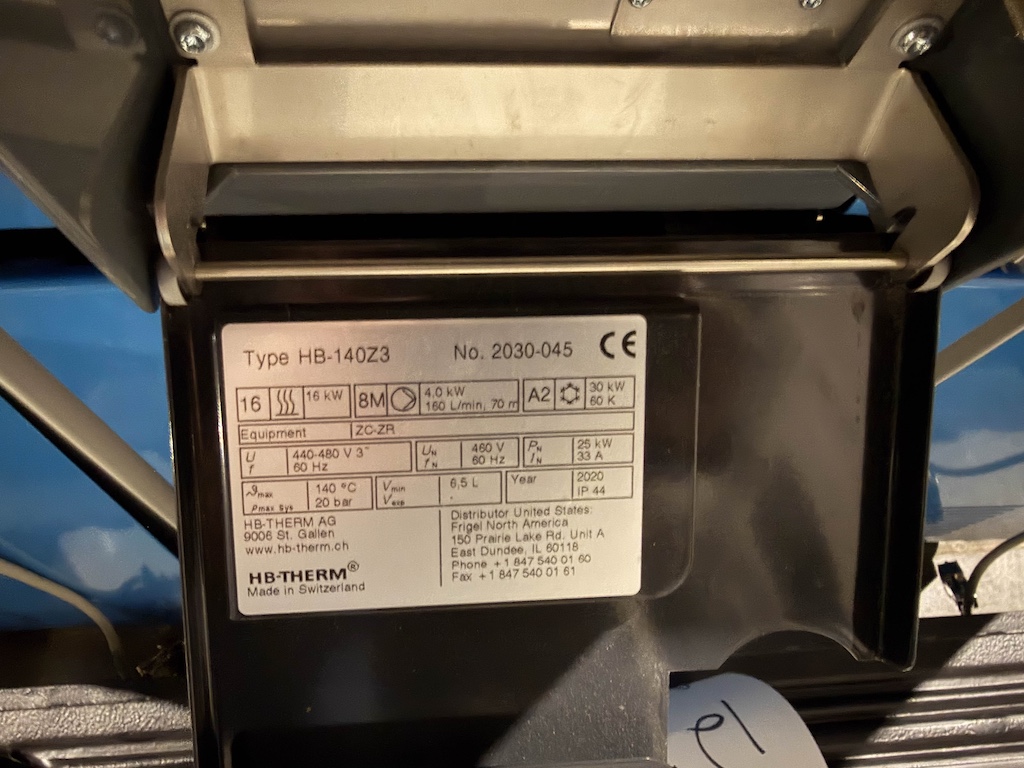 Type HB-140Z3 No. 2030-045 CE
16 16 kW 8M 4,0 kW A2 30 kW
160 L/min, 70 m 60 K
Equipment ZC-ZR
U 440-480 V 3~ UN 460 V PN 25 kW
f 60 Hz fN 60 Hz IN 33 A
ϑmax 140 °C Vmin 6,5 L Year 2020
Pmax Sys 20 bar Vexp - IP 44
HB-THERM AG
9006 St. Gallen
www.hb-therm.ch
HB-THERM®
Made in Switzerland
Distributor United States:
Frigel North America
150 Prairie Lake Rd. Unit A
East Dundee, IL 60118
Phone +1 847 540 01 60
Fax +1 847 540 01 61